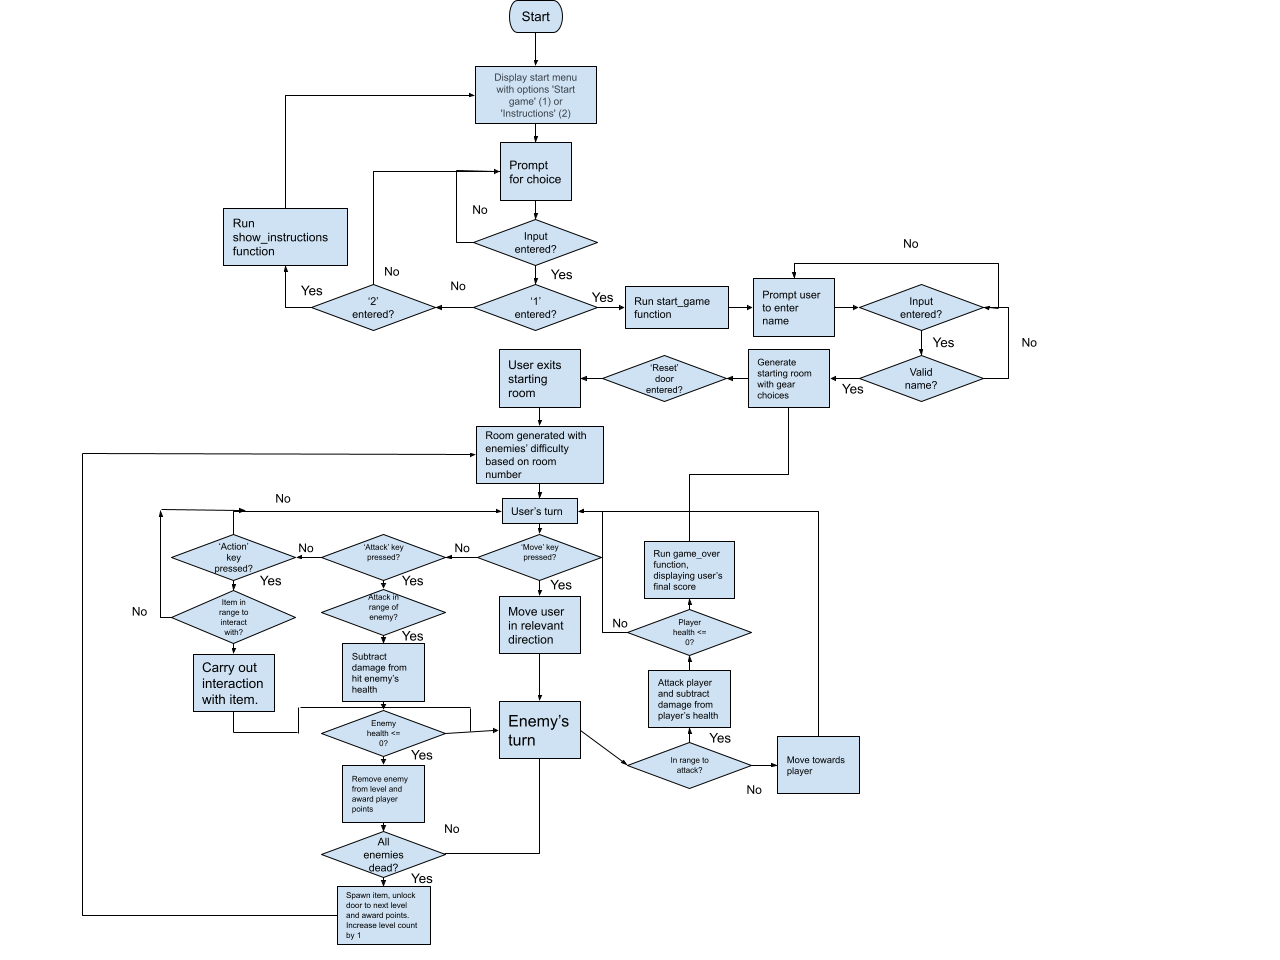 Start
Display start menu
with options 'Start
game' (1) or
'Instructions' (2)
Prompt
for choice
No
Input
entered?
Yes
Run
show_instructions
function
No
Yes
'2'
entered?
No
'1'
entered?
Yes
Run start_game
function
Prompt user
to enter
name
No
Input
entered?
Yes
No
Valid
name?
Yes
Generate
starting room
with gear
choices
'Reset'
door
entered?
User exits
starting
room
Room generated with
enemies' difficulty
based on room
number
User's turn
No
'Action'
key
pressed?
No
'Attack' key
pressed?
No
'Move' key
pressed?
Yes
Yes
Yes
No
Item in
range to
interact
with?
Attack in
range of
enemy?
Yes
Move user
in relevant
direction
Run game_over
function,
displaying user's
final score
No
Player
health <=
0?
Carry out
interaction
with item.
Subtract
damage from
hit enemy's
health
Attack player
and subtract
damage from
player's health
Enemy
health <=
0?
Yes
Enemy's
turn
Yes
In range to
attack?
No
Move towards
player
Remove enemy
from level and
award player
points
No
All
enemies
dead?
Yes
Spawn item, unlock
door to next level
and award points.
Increase level count
by 1